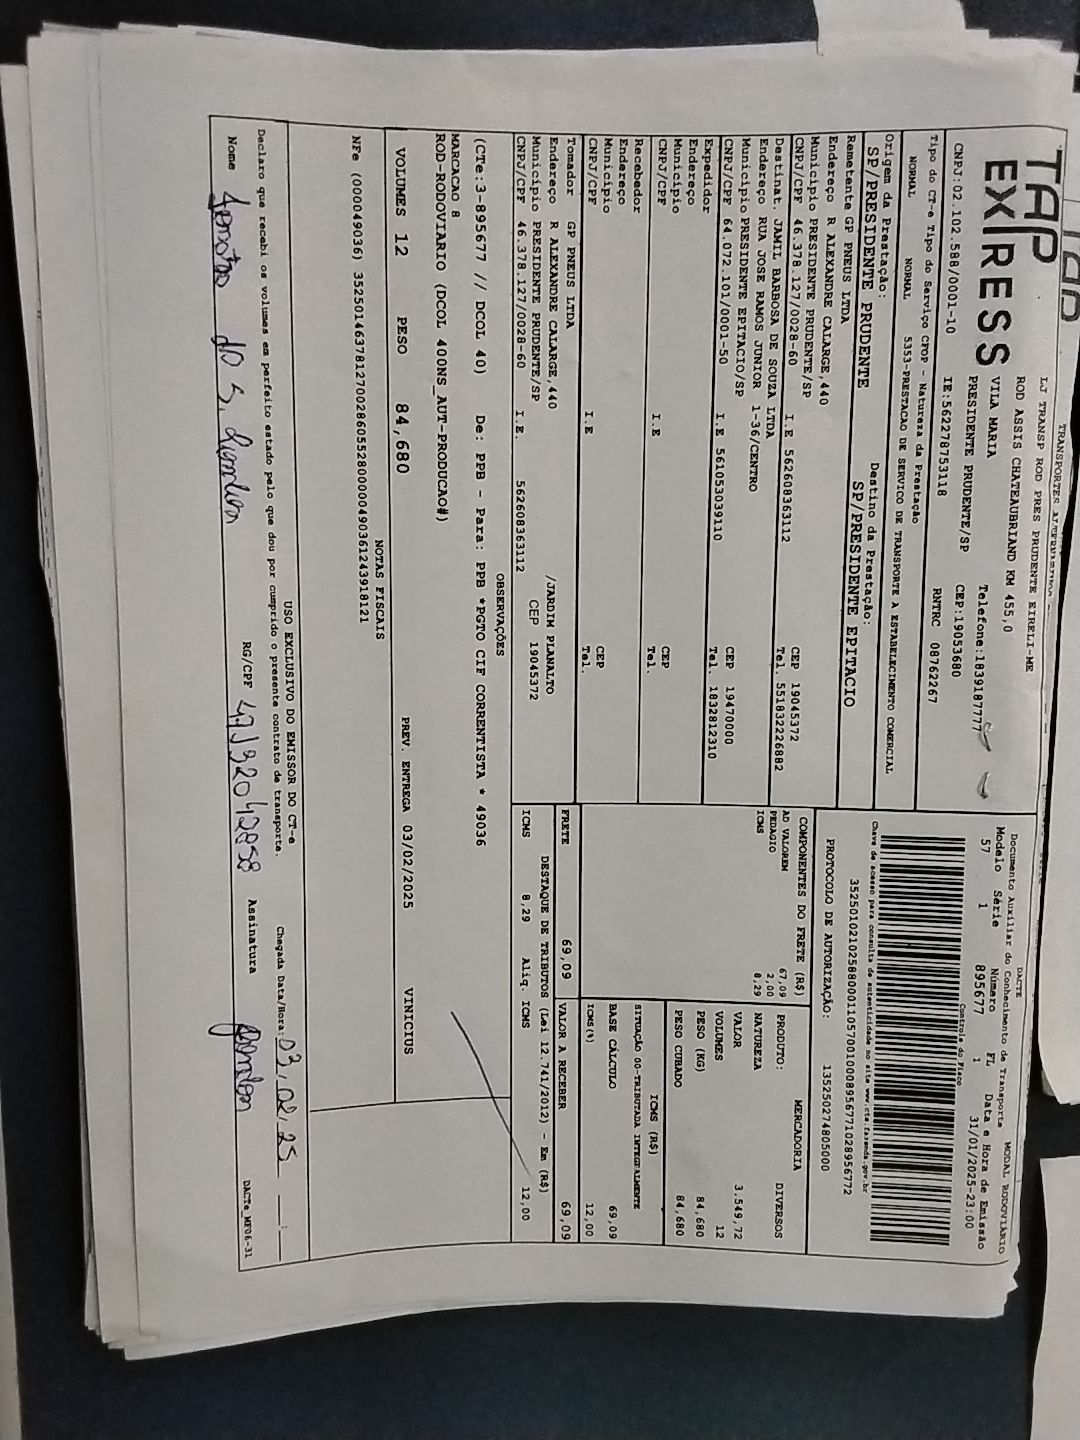 TAP
EXPRESS
TRANSPORTES
LJ TRANSP ROD PRES PRUDENTE EIRELI-ME
ROD ASSIS CHATEAUBRIAND KM 455,0
VILA MARIA Telefone:1839187777
PRESIDENTE PRUDENTE/SP CEP:19053680
CNPJ:02.102.588/0001-10 IE:562278753118 RNTRC 08762267
Tipo do CT-e Tipo do Serviço CFOP - Natureza da Prestação
NORMAL NORMAL 5353-PRESTACAO DE SERVICO DE TRANSPORTE A ESTABELECIMENTO COMERCIAL
Origem da Prestação: Destino da Prestação:
SP/PRESIDENTE PRUDENTE SP/PRESIDENTE EPITACIO
DACTE MODAL RODOVIÁRIO
Documento Auxiliar do Conhecimento de Transporte
Modelo Série Número FL Data e Hora de Emissão
57 1 895677 1 31/01/2025-23:00
Controle do Fisco
Chave de acesso para consulta de autenticidade no site www.cte.fazenda.gov.br
35250102102588000110570010008956771028956772
PROTOCOLO DE AUTORIZAÇÃO: 135250274805000
Remetente GP PNEUS LTDA
Endereço R ALEXANDRE CALARGE,440
Município PRESIDENTE PRUDENTE/SP CEP 19045372
CNPJ/CPF 46.378.127/0028-60 I.E 562608363112 Tel. 551832226882
Destinat. JAMIL BARBOSA DE SOUZA LTDA
Endereço RUA JOSE RAMOS JUNIOR 1-36/CENTRO
Município PRESIDENTE EPITACIO/SP CEP 19470000
CNPJ/CPF 64.072.101/0001-50 I.E 561053039110 Tel. 1832812310
Expedidor
Endereço
Município CEP
CNPJ/CPF I.E Tel.
Recebedor
Endereço
Município CEP
CNPJ/CPF I.E Tel.
Tomador GP PNEUS LTDA
Endereço R ALEXANDRE CALARGE,440 /JARDIM PLANALTO
Município PRESIDENTE PRUDENTE/SP CEP 19045372
CNPJ/CPF 46.378.127/0028-60 I.E. 562608363112
COMPONENTES DO FRETE (R$)
AD VALOREM 67,09
PEDAGIO 2,00
ICMS 8,29
MERCADORIA
PRODUTO: DIVERSOS
NATUREZA
VALOR 3.549,72
VOLUMES 12
PESO (KG) 84,680
PESO CUBADO 84,680
ICMS (R$)
SITUAÇÃO 00-TRIBUTADA INTEGRALMENTE
BASE CÁLCULO 69,09
ICMS(%) 12,00
FRETE 69,09 VALOR A RECEBER 69,09
DESTAQUE DE TRIBUTOS (Lei 12.741/2012) - Em (R$)
ICMS 8,29 Aliq. ICMS 12,00
OBSERVAÇÕES
(CTe:3-895677 // DCOL 40) De: PPB - Para: PPB *PGTO CIF CORRENTISTA * 49036
MARCACAO 8
ROD-RODOVIARIO (DCOL 400NS_AUT-PRODUCAO#)
VOLUMES 12 PESO 84,680 PREV. ENTREGA 03/02/2025 VINICIUS
NOTAS FISCAIS
NFe (000049036) 35250146378127002860552800000490361243918121
USO EXCLUSIVO DO EMISSOR DO CT-e
Declaro que recebi os volumes em perfeito estado pelo que dou por cumprido o presente contrato de transporte. Chegada Data/Hora: 03.02.25 :
Nome RG/CPF Assinatura
DACTe_MF06-31